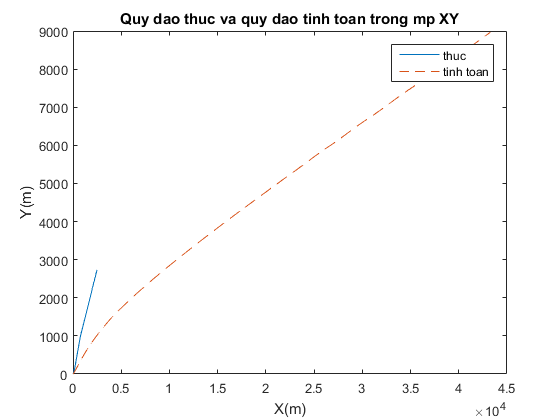 Quy dao thuc va quy dao tinh toan trong mp XY
9000
8000
7000
6000
5000
4000
3000
2000
1000
0
Y(m)
thuc
tinh toan
0 0.5 1 1.5 2 2.5 3 3.5 4 4.5
X(m)
×10⁴